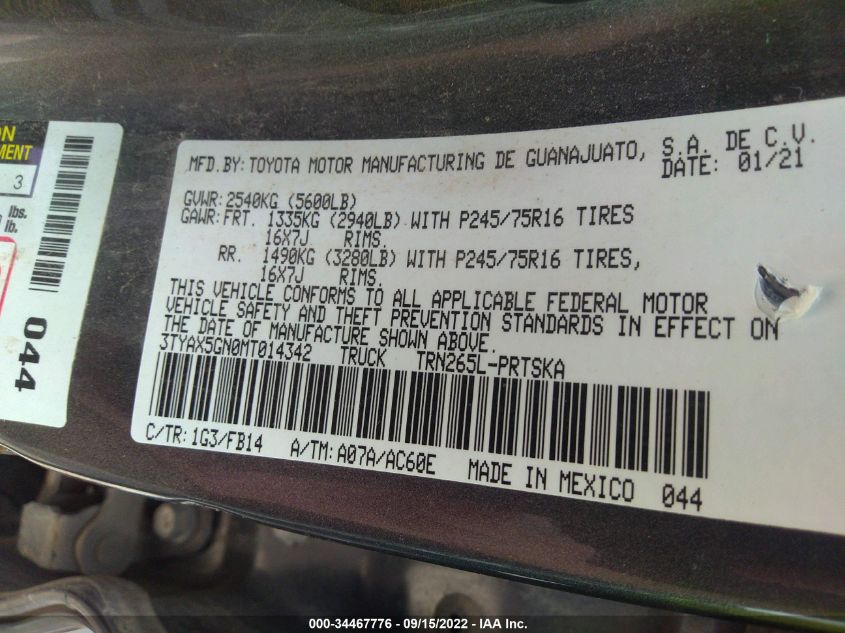 ON
MENT
3
lbs.
lb.
044
MFD.BY: TOYOTA MOTOR MANUFACTURING DE GUANAJUATO, S.A. DE C.V.
DATE: 01/21
GVWR: 2540KG (5600LB)
GAWR: FRT. 1335KG (2940LB) WITH P245/75R16 TIRES
16X7J RIMS.
RR. 1490KG (3280LB) WITH P245/75R16 TIRES,
16X7J RIMS.
THIS VEHICLE CONFORMS TO ALL APPLICABLE FEDERAL MOTOR
VEHICLE SAFETY AND THEFT PREVENTION STANDARDS IN EFFECT ON
THE DATE OF MANUFACTURE SHOWN ABOVE.
3TYAX5GN0MT014342 TRUCK TRN265L-PRTSKA
C/TR: 1G3/FB14 A/TM: A07A/AC60E MADE IN MEXICO 044
000-34467776 - 09/15/2022 - IAA Inc.